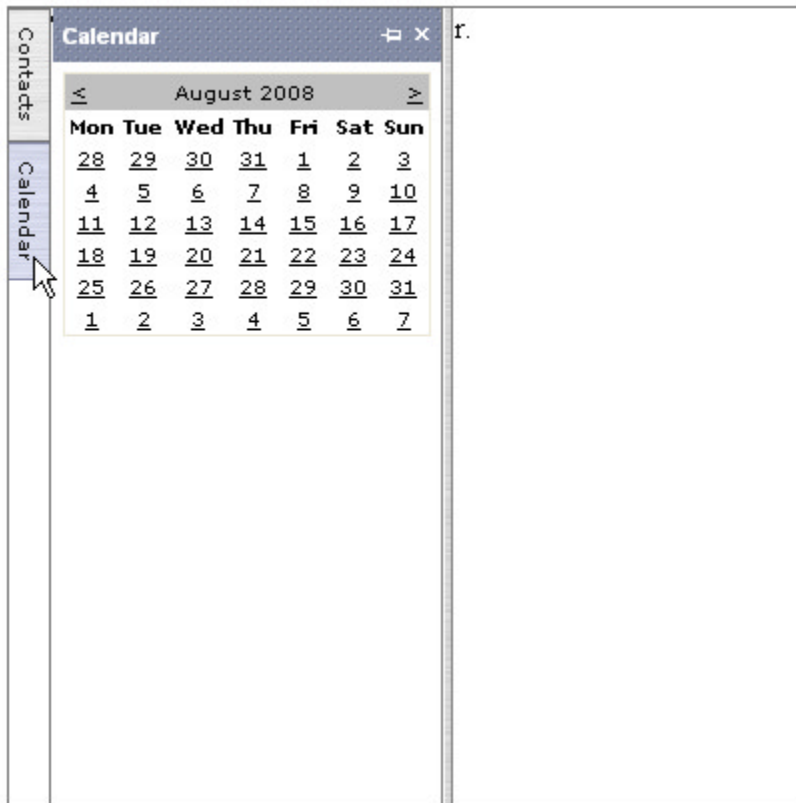 Contacts
Calendar
Calendar
r.
< August 2008 >
Mon Tue Wed Thu Fri Sat Sun
28 29 30 31 1 2 3
4 5 6 7 8 9 10
11 12 13 14 15 16 17
18 19 20 21 22 23 24
25 26 27 28 29 30 31
1 2 3 4 5 6 7